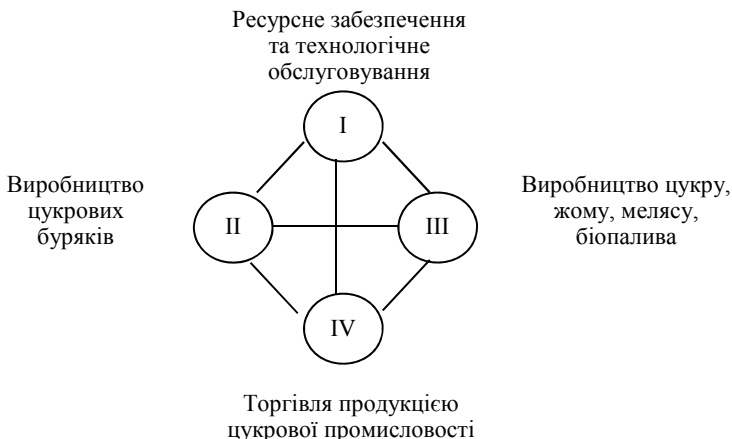 Ресурсне забезпечення
та технологічне
обслуговування
I
Виробництво
цукрових
буряків
II
III
Виробництво цукру,
жому, мелясу,
біопалива
IV
Торгівля продукцією
цукрової промисловості